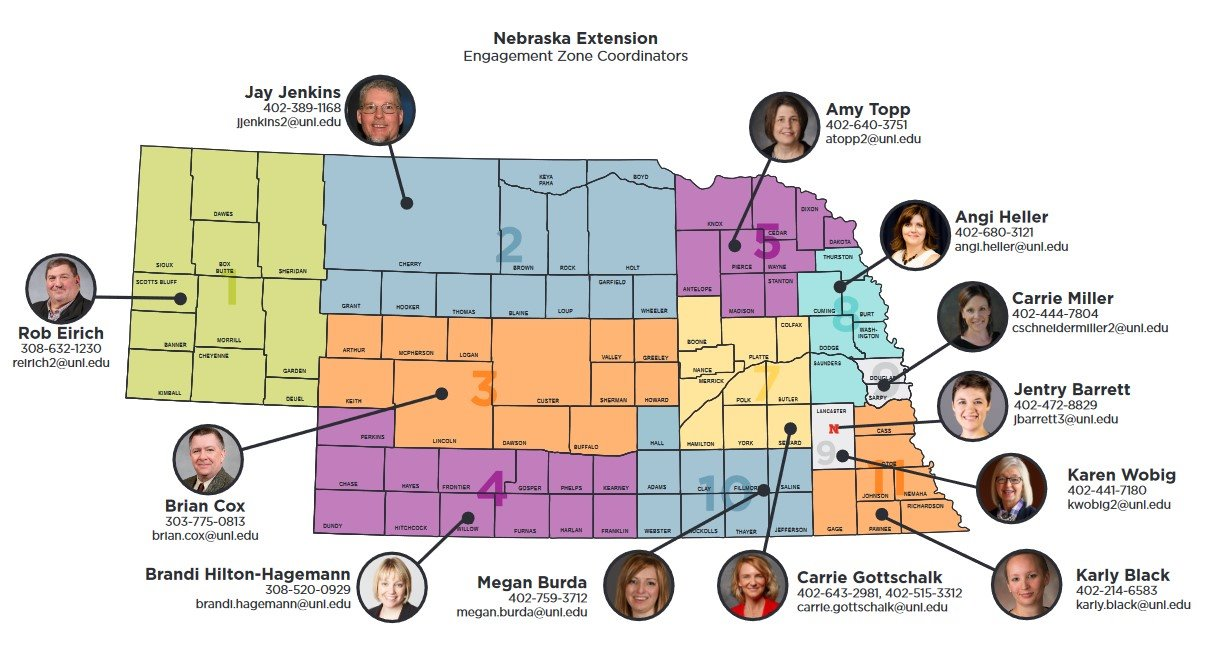 Nebraska Extension
Engagement Zone Coordinators
Jay Jenkins
402-389-1168
jjenkins2@unl.edu
Amy Topp
402-640-3751
atopp2@unl.edu
Angi Heller
402-680-3121
angi.heller@unl.edu
Carrie Miller
402-444-7804
cschneidermiller2@unl.edu
Jentry Barrett
402-472-8829
jbarrett3@unl.edu
Karen Wobig
402-441-7180
kwobig2@unl.edu
Karly Black
402-214-6583
karly.black@unl.edu
Carrie Gottschalk
402-643-2981, 402-515-3312
carrie.gottschalk@unl.edu
Megan Burda
402-759-3712
megan.burda@unl.edu
Brandi Hilton-Hagemann
308-520-0929
brandi.hagemann@unl.edu
Brian Cox
303-775-0813
brian.cox@unl.edu
Rob Eirich
308-632-1230
reirich2@unl.edu
1
SIOUX
DAWES
BOX
BUTTE
SHERIDAN
SCOTTS BLUFF
BANNER
MORRILL
CHEYENNE
GARDEN
KIMBALL
DEUEL
2
CHERRY
KEYA
PAHA
BOYD
BROWN
ROCK
HOLT
GRANT
HOOKER
THOMAS
BLAINE
LOUP
GARFIELD
WHEELER
3
ARTHUR
MCPHERSON
LOGAN
VALLEY
GREELEY
KEITH
LINCOLN
CUSTER
SHERMAN
HOWARD
DAWSON
BUFFALO
4
PERKINS
CHASE
HAYES
FRONTIER
GOSPER
PHELPS
KEARNEY
DUNDY
HITCHCOCK
WILLOW
FURNAS
HARLAN
FRANKLIN
5
KNOX
CEDAR
DIXON
DAKOTA
PIERCE
WAYNE
ANTELOPE
MADISON
STANTON
8
THURSTON
CUMING
BURT
WASH-
INGTON
DODGE
SAUNDERS
7
BOONE
PLATTE
COLFAX
NANCE
MERRICK
POLK
BUTLER
HAMILTON
YORK
SEWARD
10
HALL
ADAMS
CLAY
FILLMORE
SALINE
WEBSTER
NUCKOLLS
THAYER
JEFFERSON
DOUGLAS
SARPY
LANCASTER
N
9
11
CASS
JOHNSON
NEMAHA
RICHARDSON
GAGE
PAWNEE